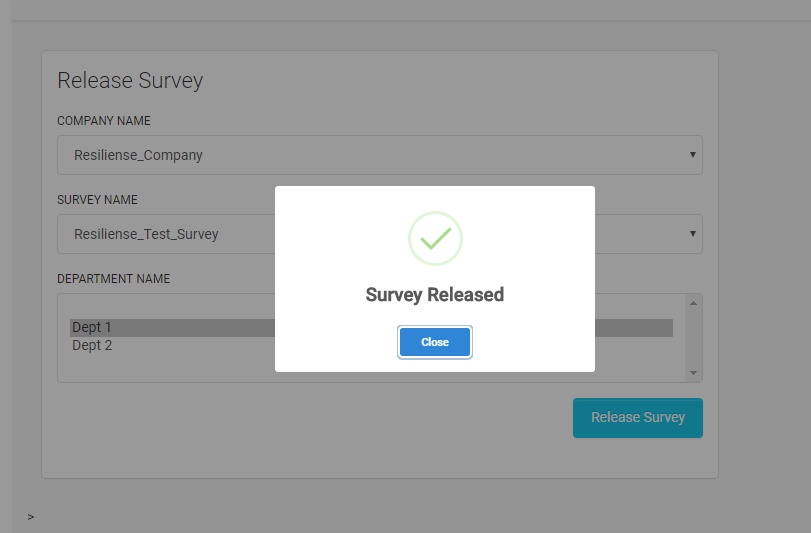 Release Survey
COMPANY NAME
Resiliense_Company
SURVEY NAME
Resiliense_Test_Survey
DEPARTMENT NAME
Dept 1
Dept 2
Survey Released
Close
Release Survey
>